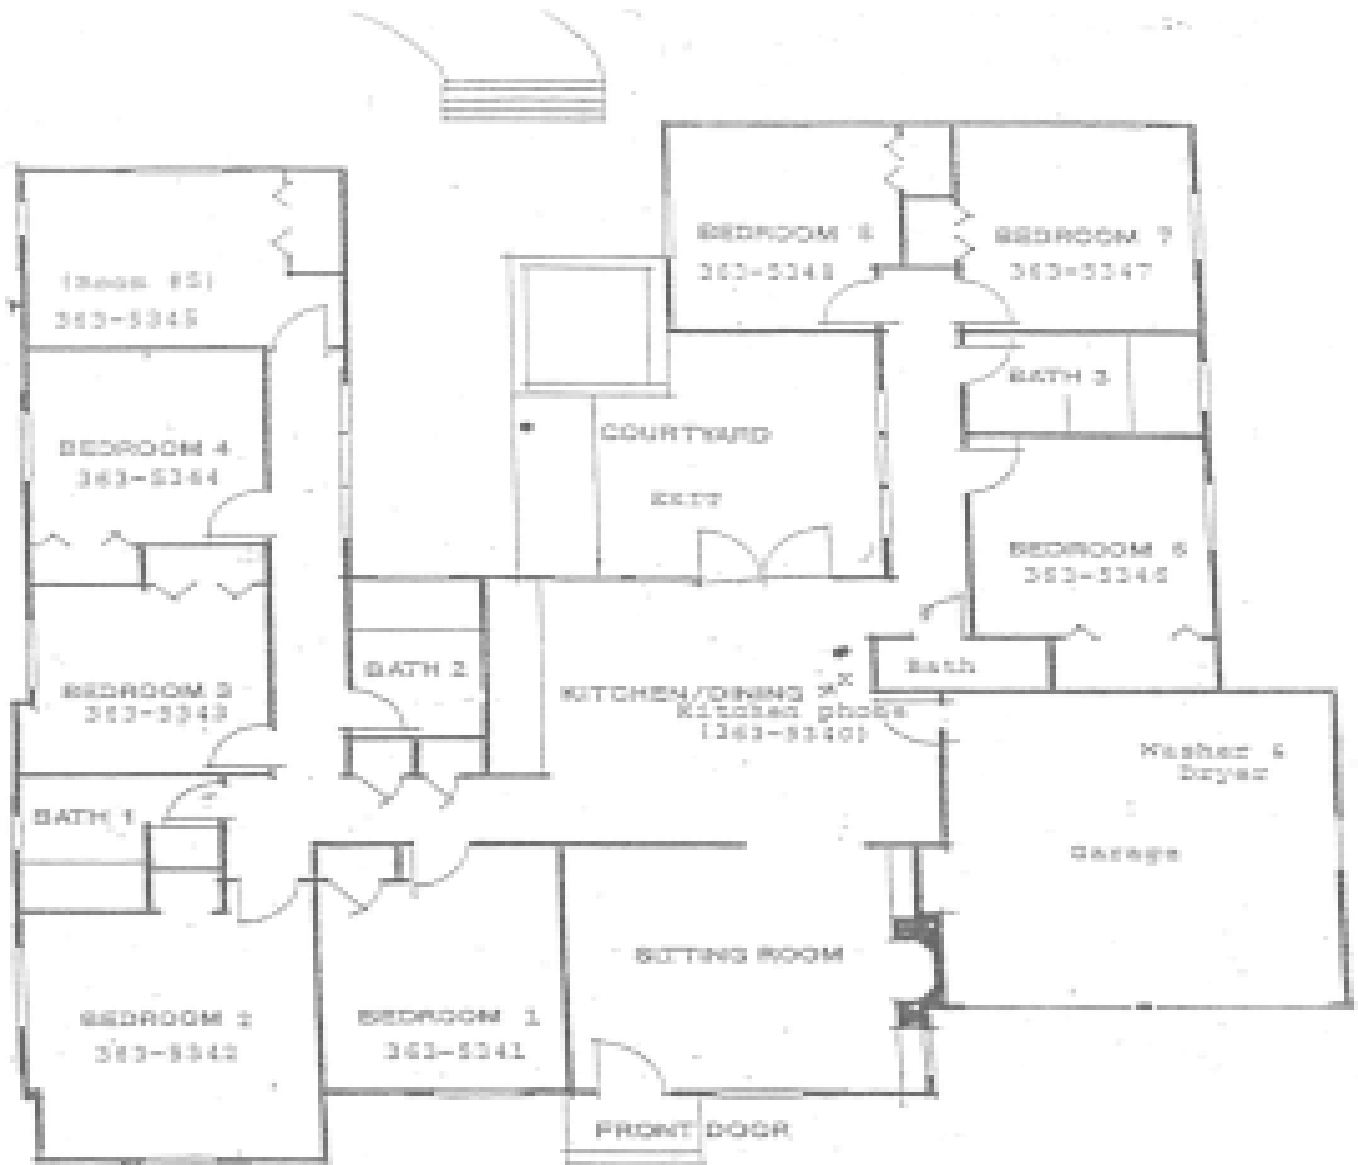 BEDROOM
BEDROOM 7
363-5347
(Room #5)
363-5345
BATH 3
BEDROOM 4
363-5344
COURTYARD
EXIT
BEDROOM 6
363-5346
Bath
BATH 2
BEDROOM 3
363-5343
KITCHEN/DINING
Kitchen phone
(363-5340)
Washer &
Dryer
BATH 1
Garage
SITTING ROOM
BEDROOM 2
363-5342
BEDROOM 1
363-5341
FRONT DOOR